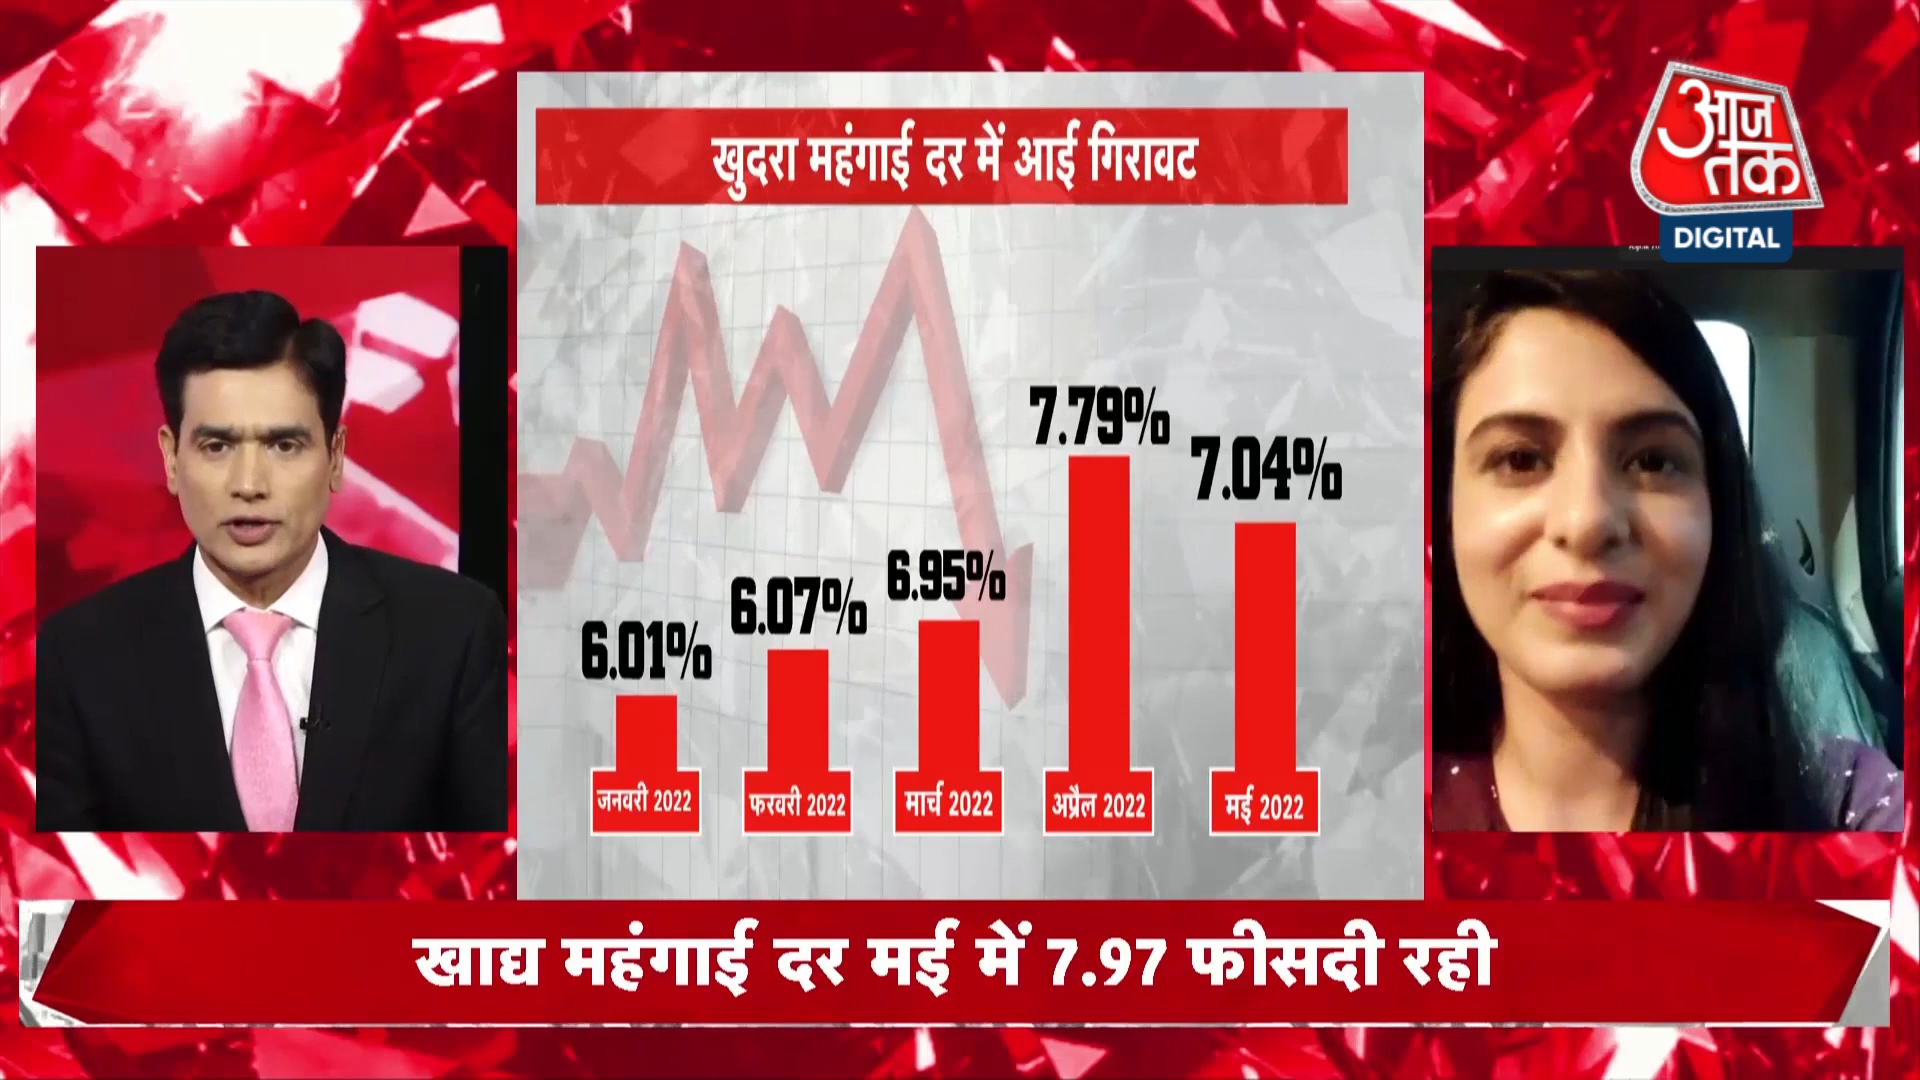 खुदरा महंगाई दर में आई गिरावट
आज
तक
DIGITAL
7.79%
7.04%
6.95%
6.07%
6.01%
जनवरी 2022
फरवरी 2022
मार्च 2022
अप्रैल 2022
मई 2022
खाद्य महंगाई दर मई में 7.97 फीसदी रही